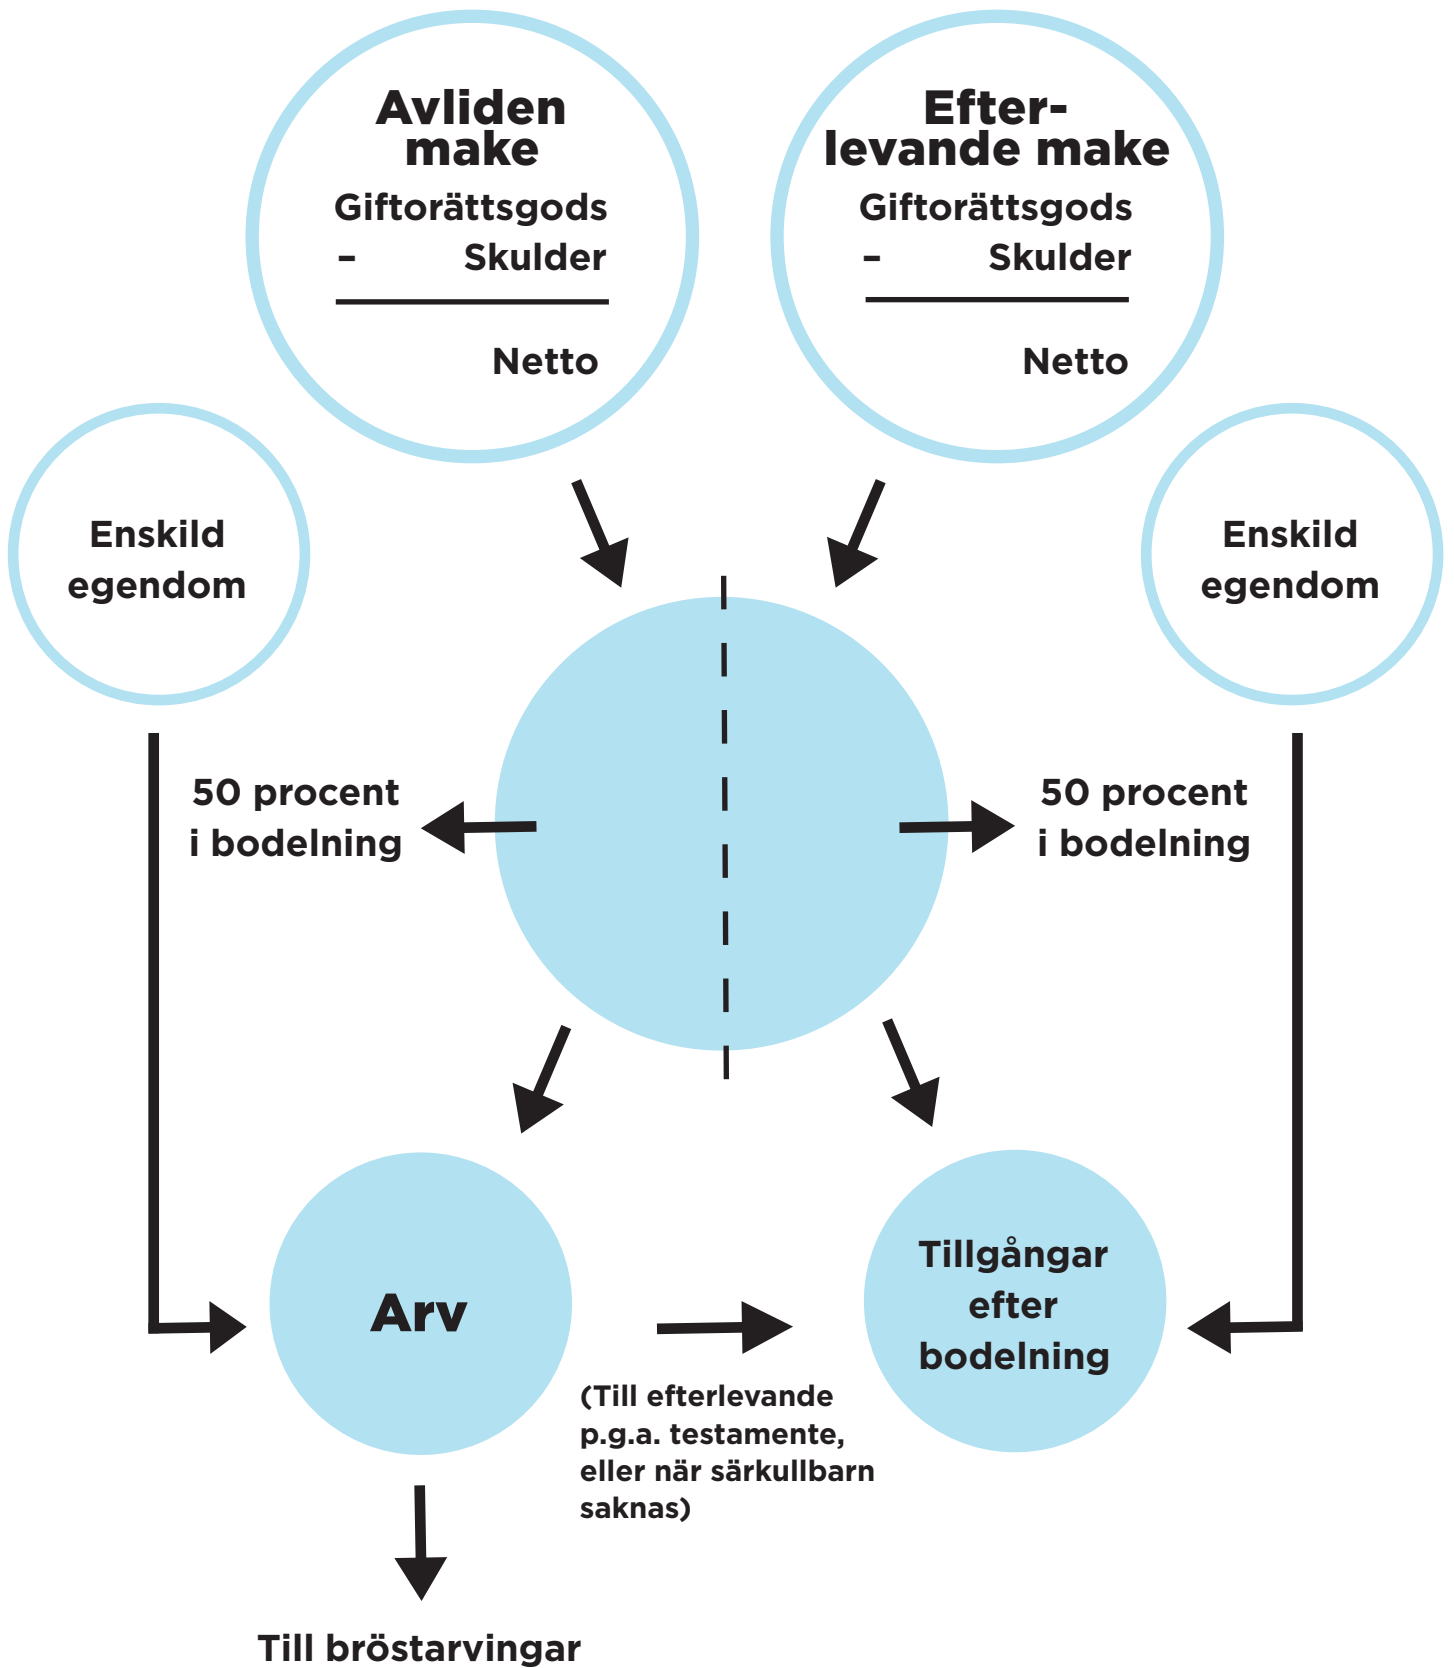 Avliden
make
Giftorättsgods
– Skulder
Netto
Efter-
levande make
Giftorättsgods
– Skulder
Netto
Enskild
egendom
Enskild
egendom
50 procent
i bodelning
50 procent
i bodelning
Arv
Tillgångar
efter
bodelning
(Till efterlevande
p.g.a. testamente,
eller när särkullbarn
saknas)
Till bröstarvingar